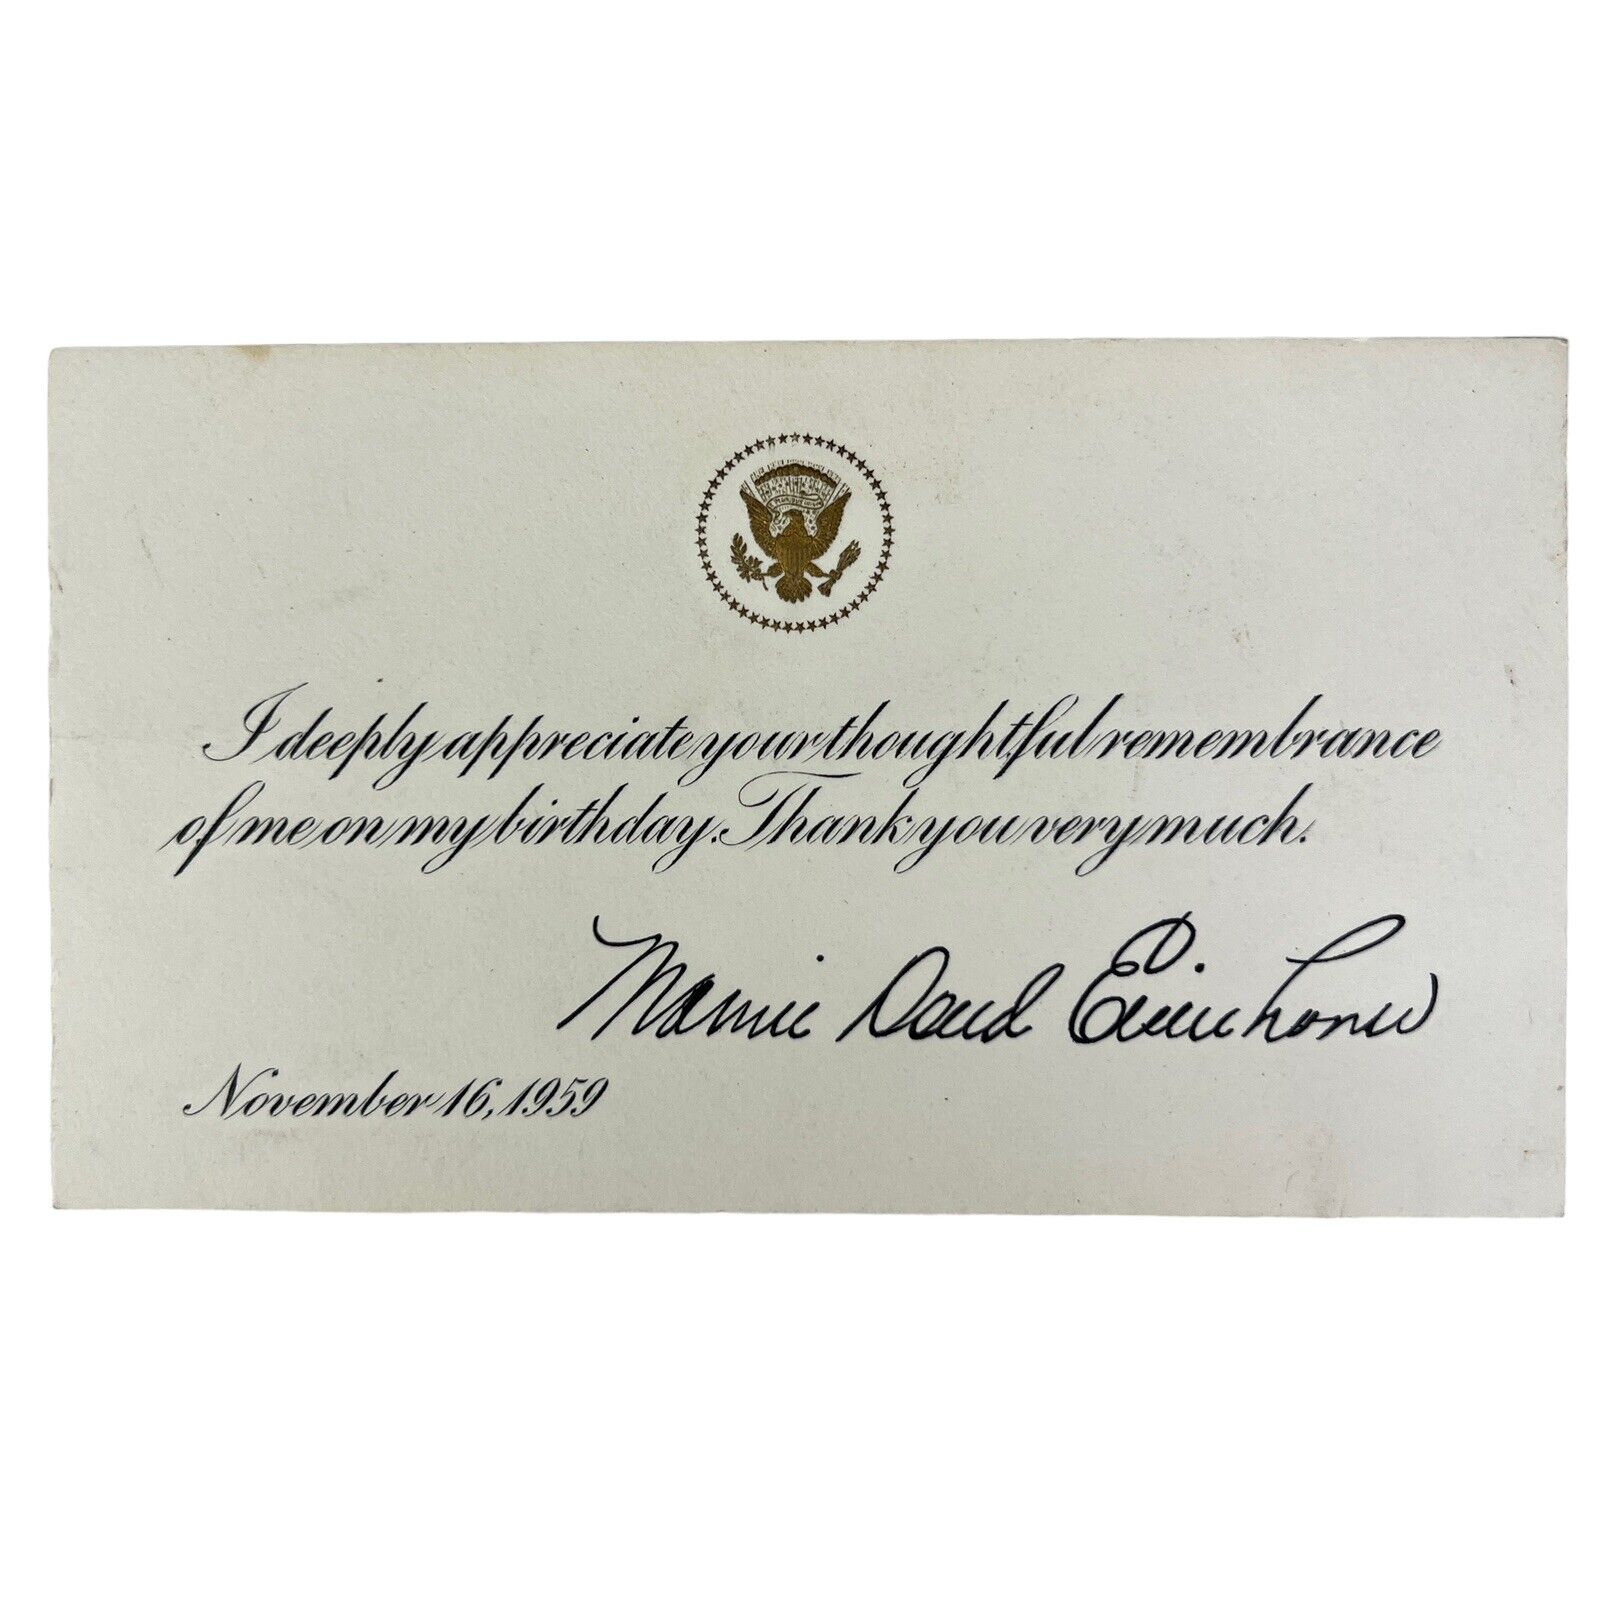 I deeply appreciate your thoughtful remembrance
of me on my birthday. Thank you very much.
Mamie Doud Eisenhower
November 16, 1959